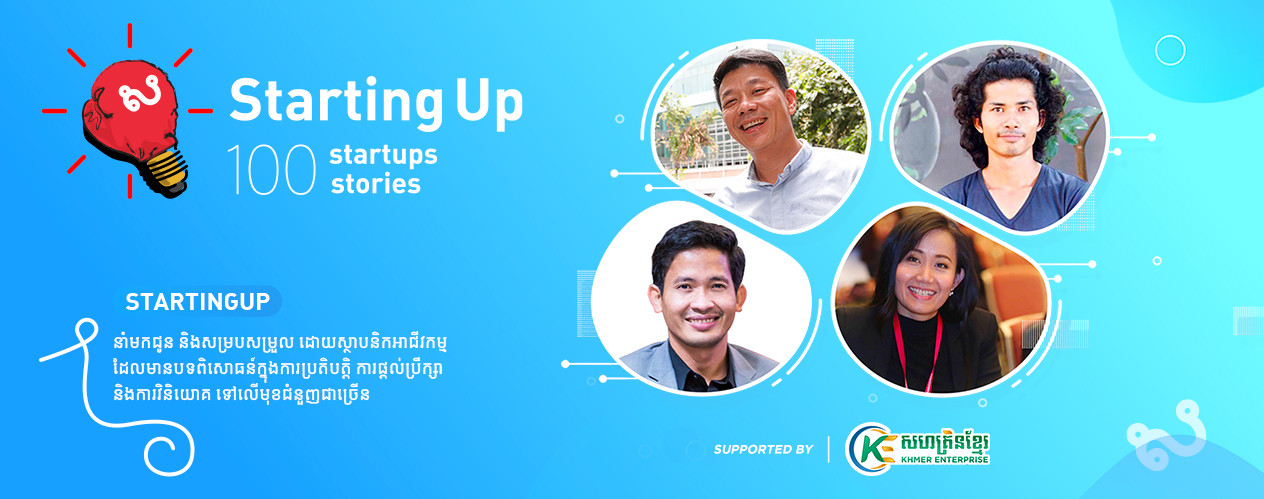 ស
Starting Up
100 startups
stories
STARTINGUP
នាំមកជូន និងសម្របសម្រួល ដោយស្ថាបនិកអាជីវកម្ម
ដែលមានបទពិសោធន៍ក្នុងការប្រតិបត្តិ ការផ្តល់ប្រឹក្សា
និងការវិនិយោគ ទៅលើមុខជំនួញជាច្រើន
SUPPORTED BY
KE សហគ្រិនខ្មែរ
KHMER ENTERPRISE